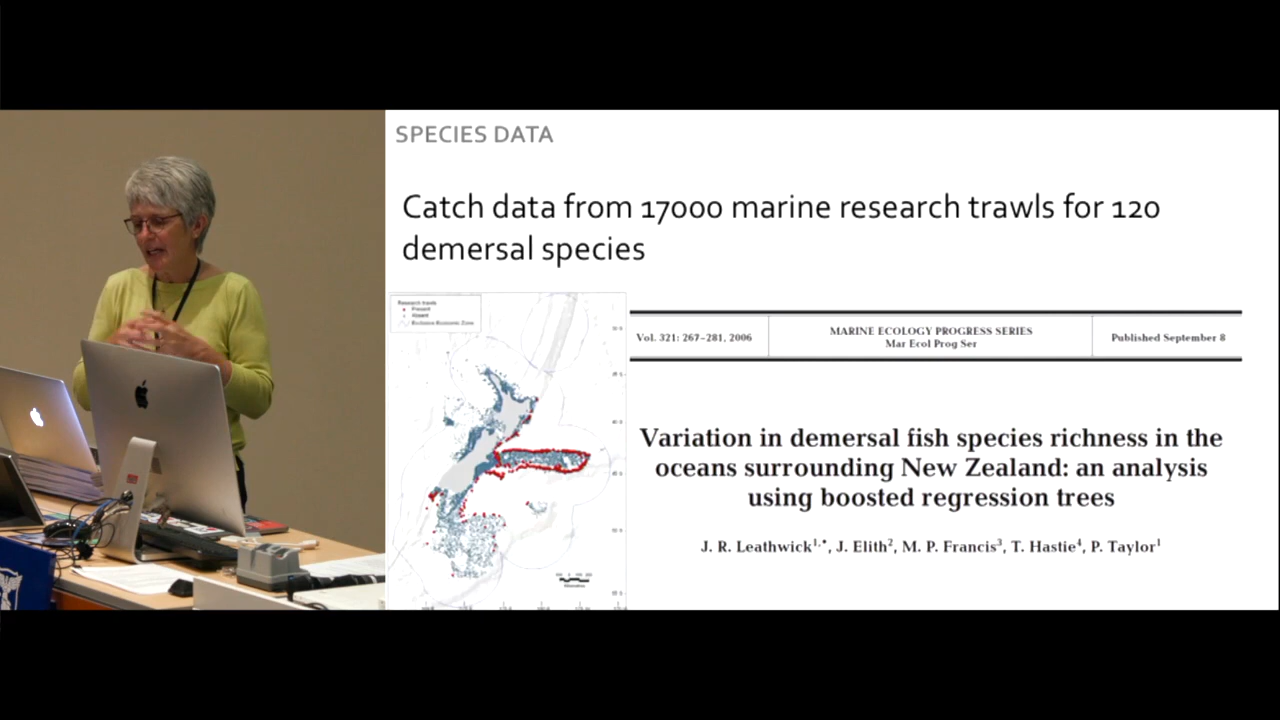 SPECIES DATA
Catch data from 17000 marine research trawls for 120
demersal species
Research trawls
Present
Absent
Exclusive Economic Zone
Vol. 321: 267–281, 2006
MARINE ECOLOGY PROGRESS SERIES
Mar Ecol Prog Ser
Published September 8
Variation in demersal fish species richness in the
oceans surrounding New Zealand: an analysis
using boosted regression trees
J. R. Leathwick1,*, J. Elith2, M. P. Francis3, T. Hastie4, P. Taylor1